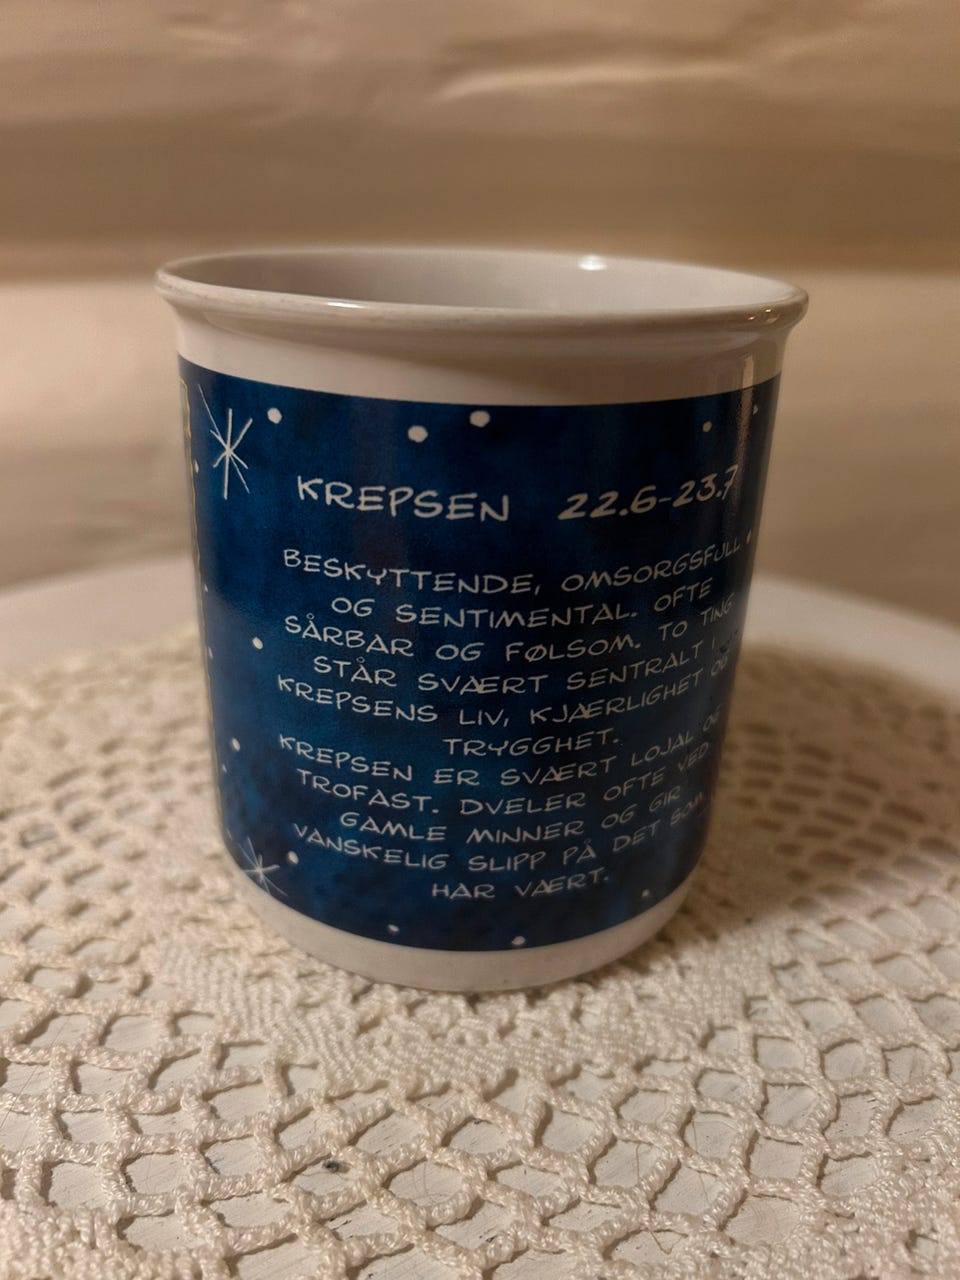 KREPSEN 22.6-23.7
BESKYTTENDE, OMSORGSFULL
OG SENTIMENTAL. OFTE
SÅRBAR OG FØLSOM. TO TING
STÅR SVÆRT SENTRALT I
KREPSENS LIV, KJÆRLIGHET OG
TRYGGHET.
KREPSEN ER SVÆRT LOJAL OG
TROFAST. DVELER OFTE VED
GAMLE MINNER OG GIR
VANSKELIG SLIPP PÅ DET SOM
HAR VÆRT.